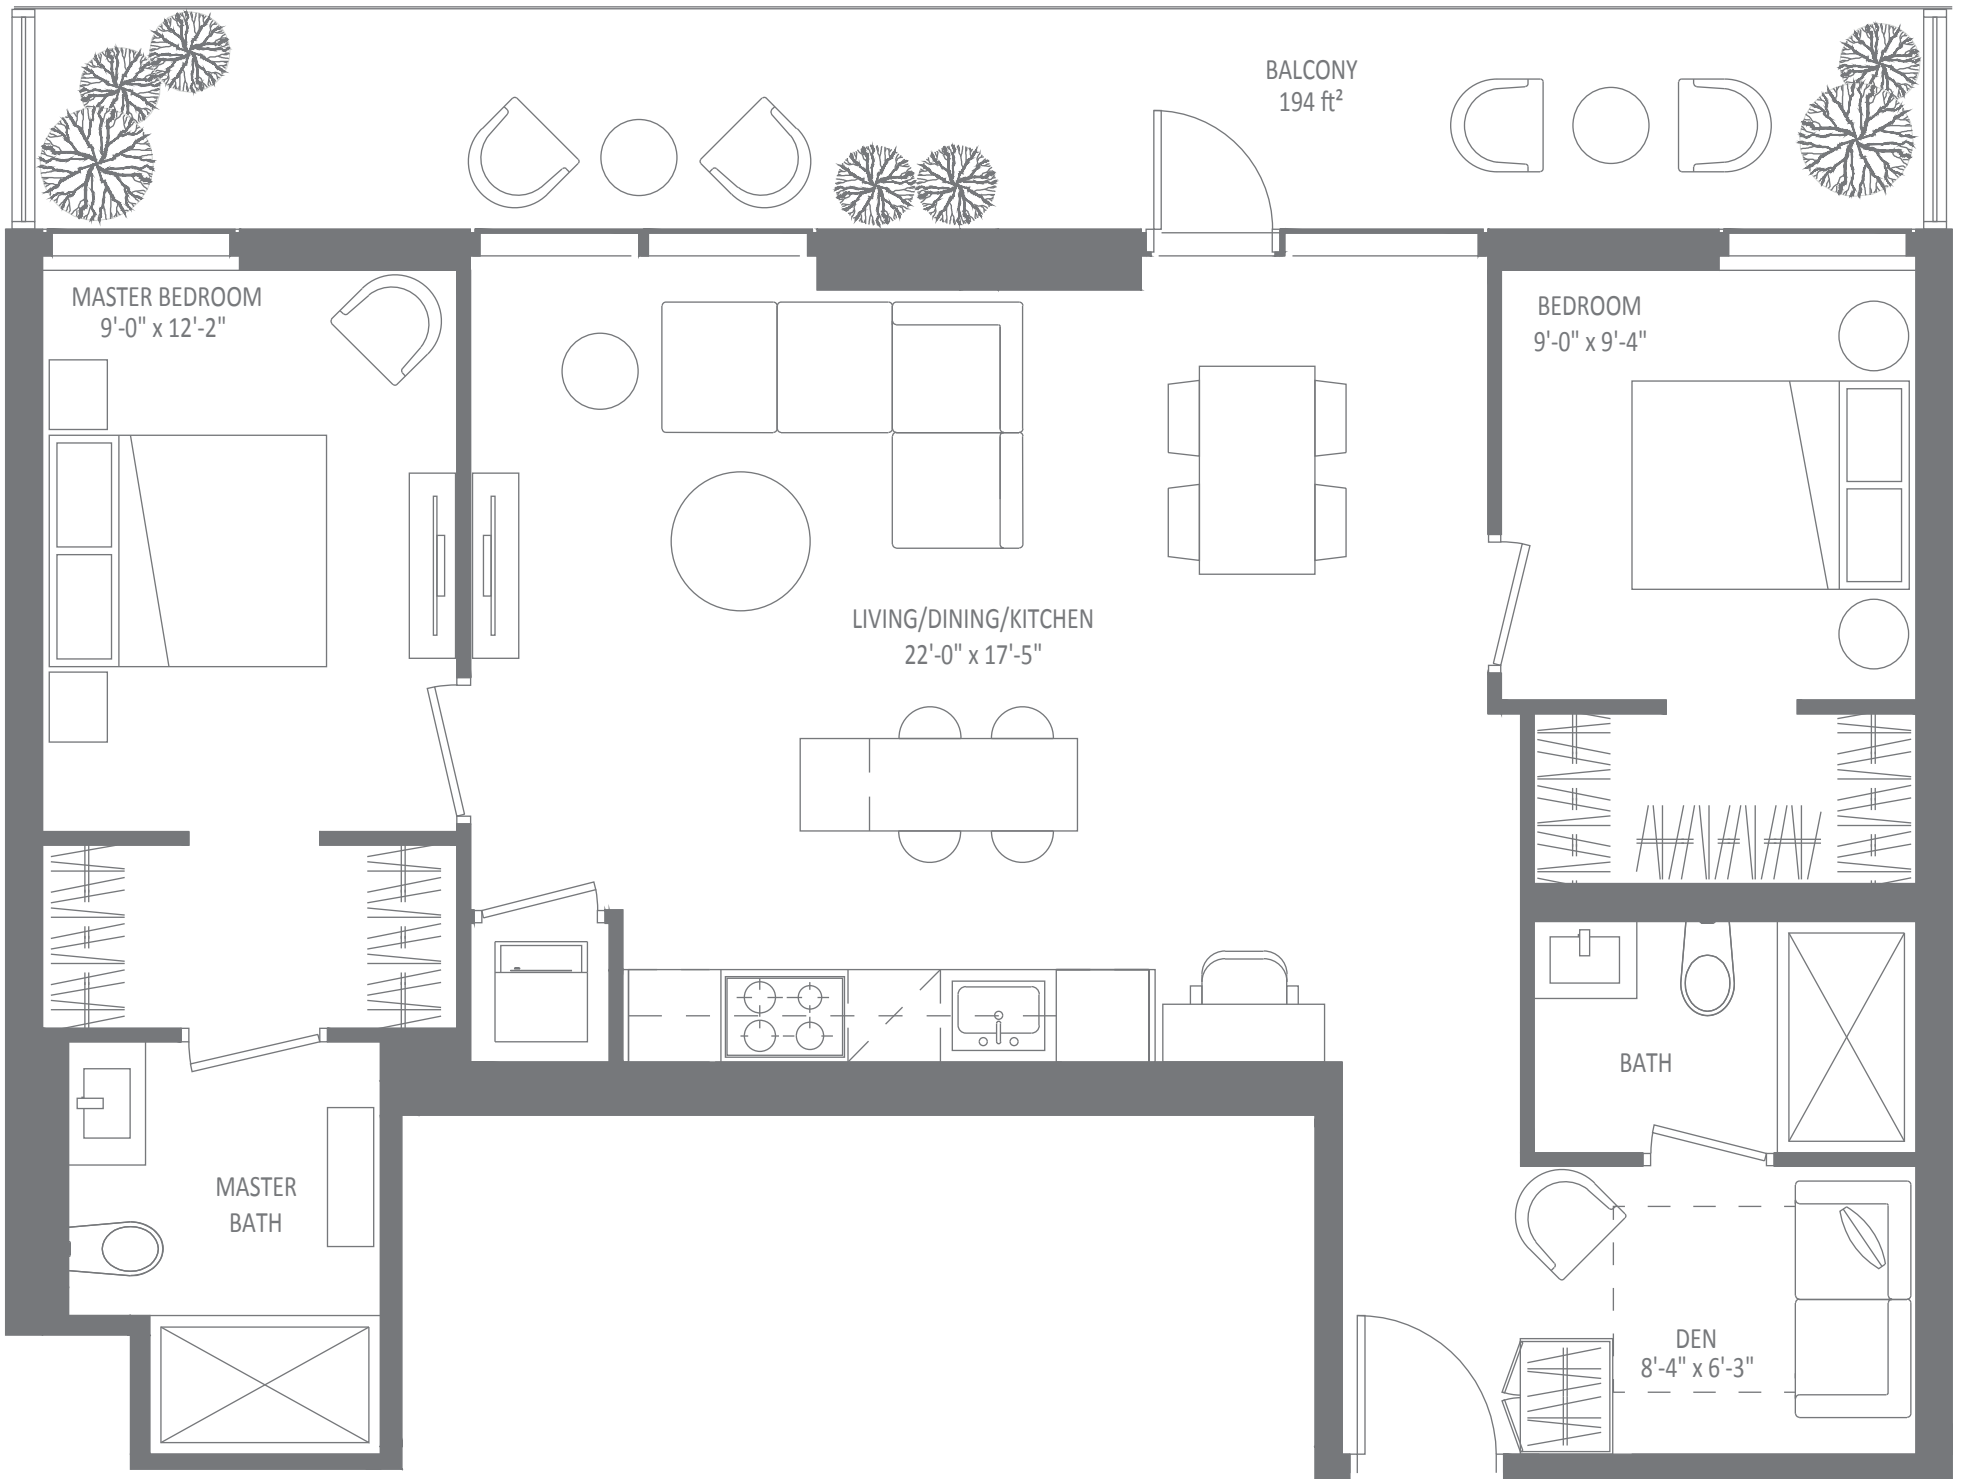 BALCONY
194 ft²
MASTER BEDROOM
9'-0" x 12'-2"
BEDROOM
9'-0" x 9'-4"
LIVING/DINING/KITCHEN
22'-0" x 17'-5"
BATH
MASTER
BATH
DEN
8'-4" x 6'-3"